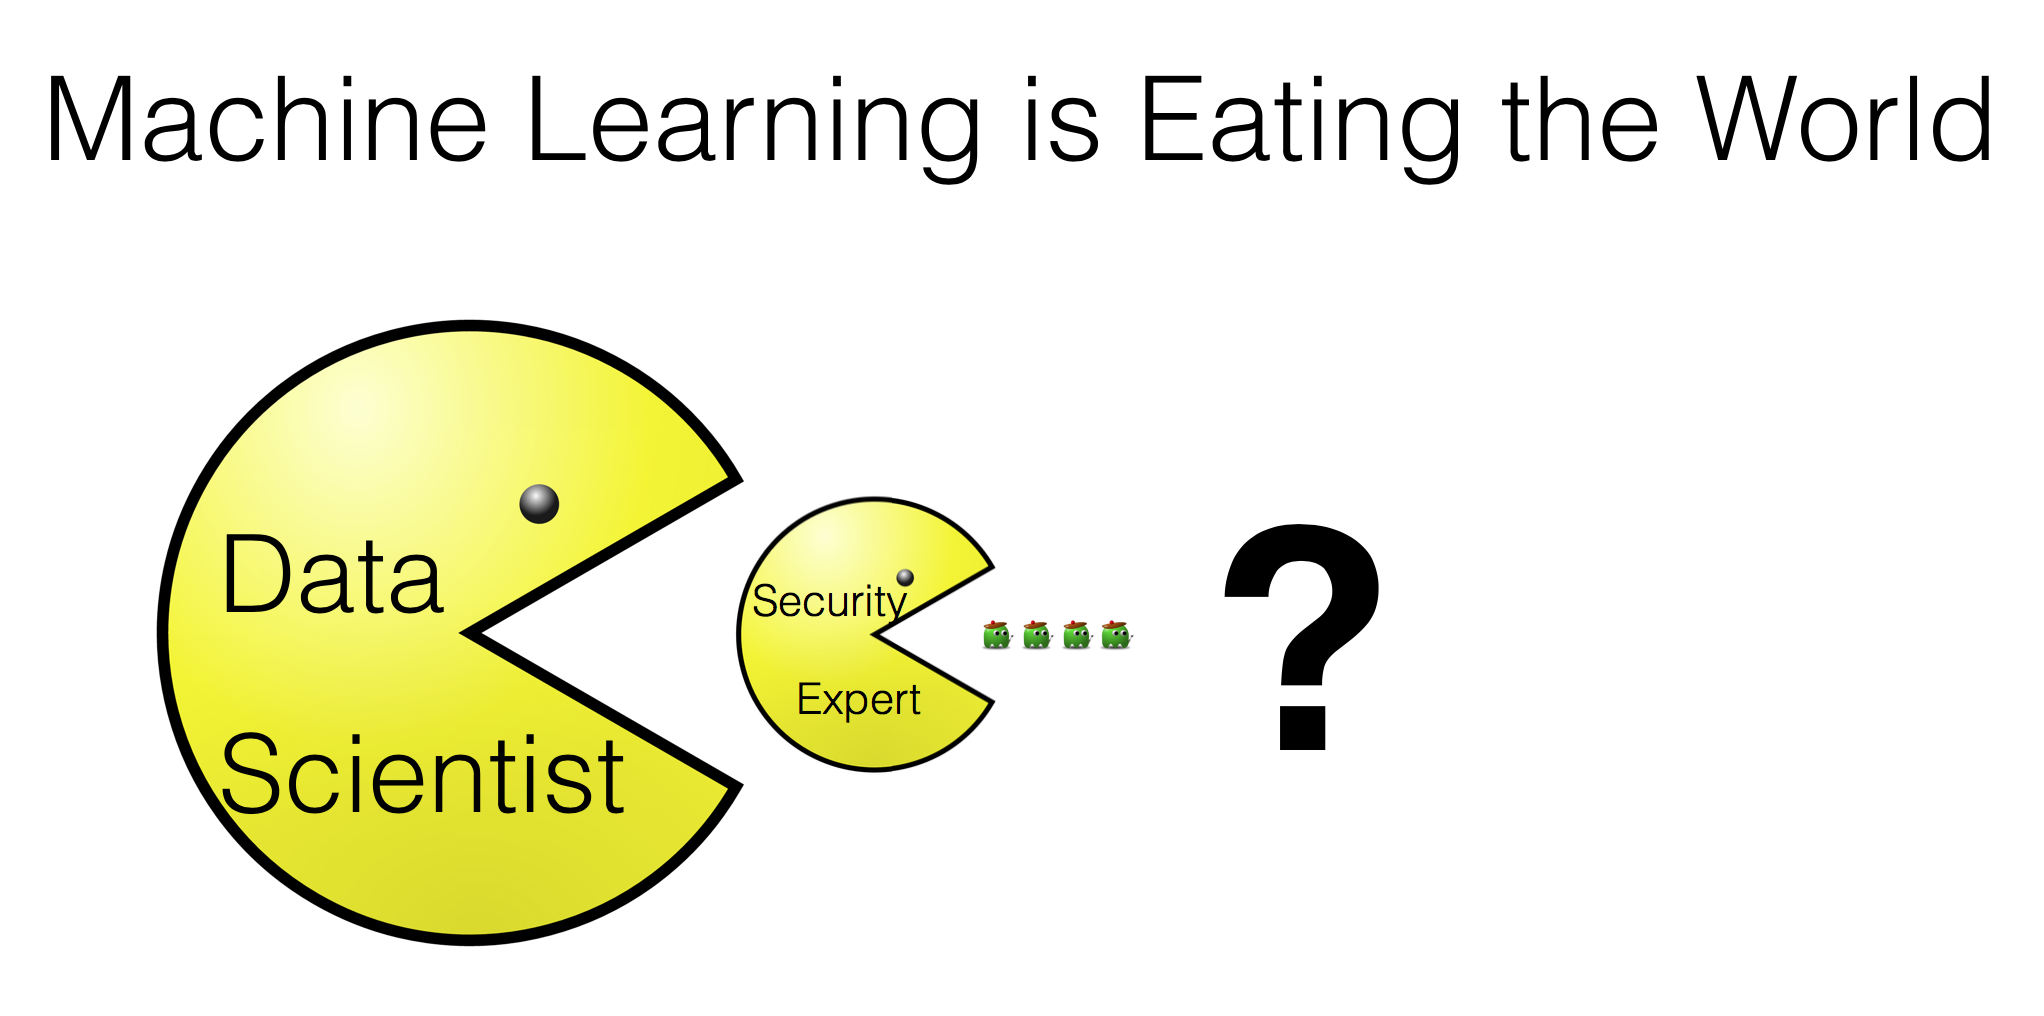 Machine Learning is Eating the World
Data
Scientist
Security
Expert
?